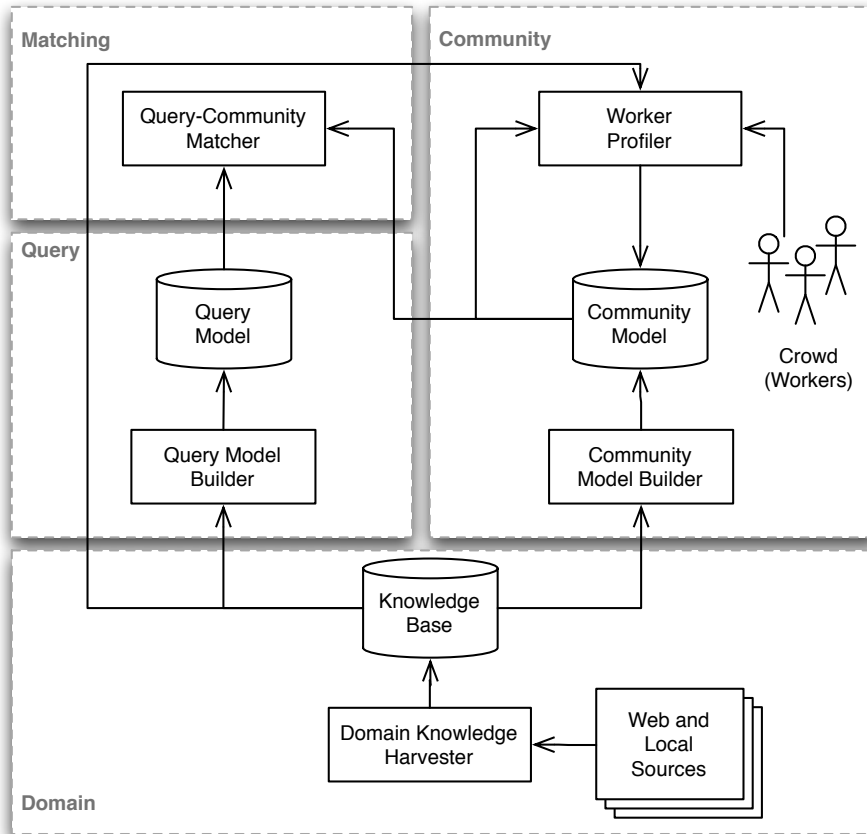 Matching
Community
Query-Community
Matcher
Worker
Profiler
Query
Query
Model
Community
Model
Crowd
(Workers)
Query Model
Builder
Community
Model Builder
Knowledge
Base
Domain Knowledge
Harvester
Web and
Local
Sources
Domain